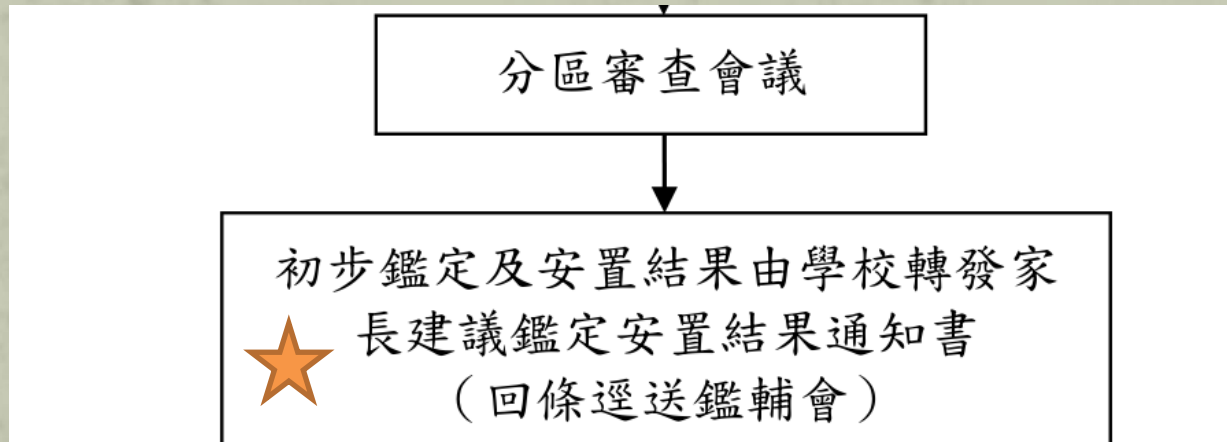 分區審查會議
初步鑑定及安置結果由學校轉發家
長建議鑑定安置結果通知書
（回條逕送鑑輔會）